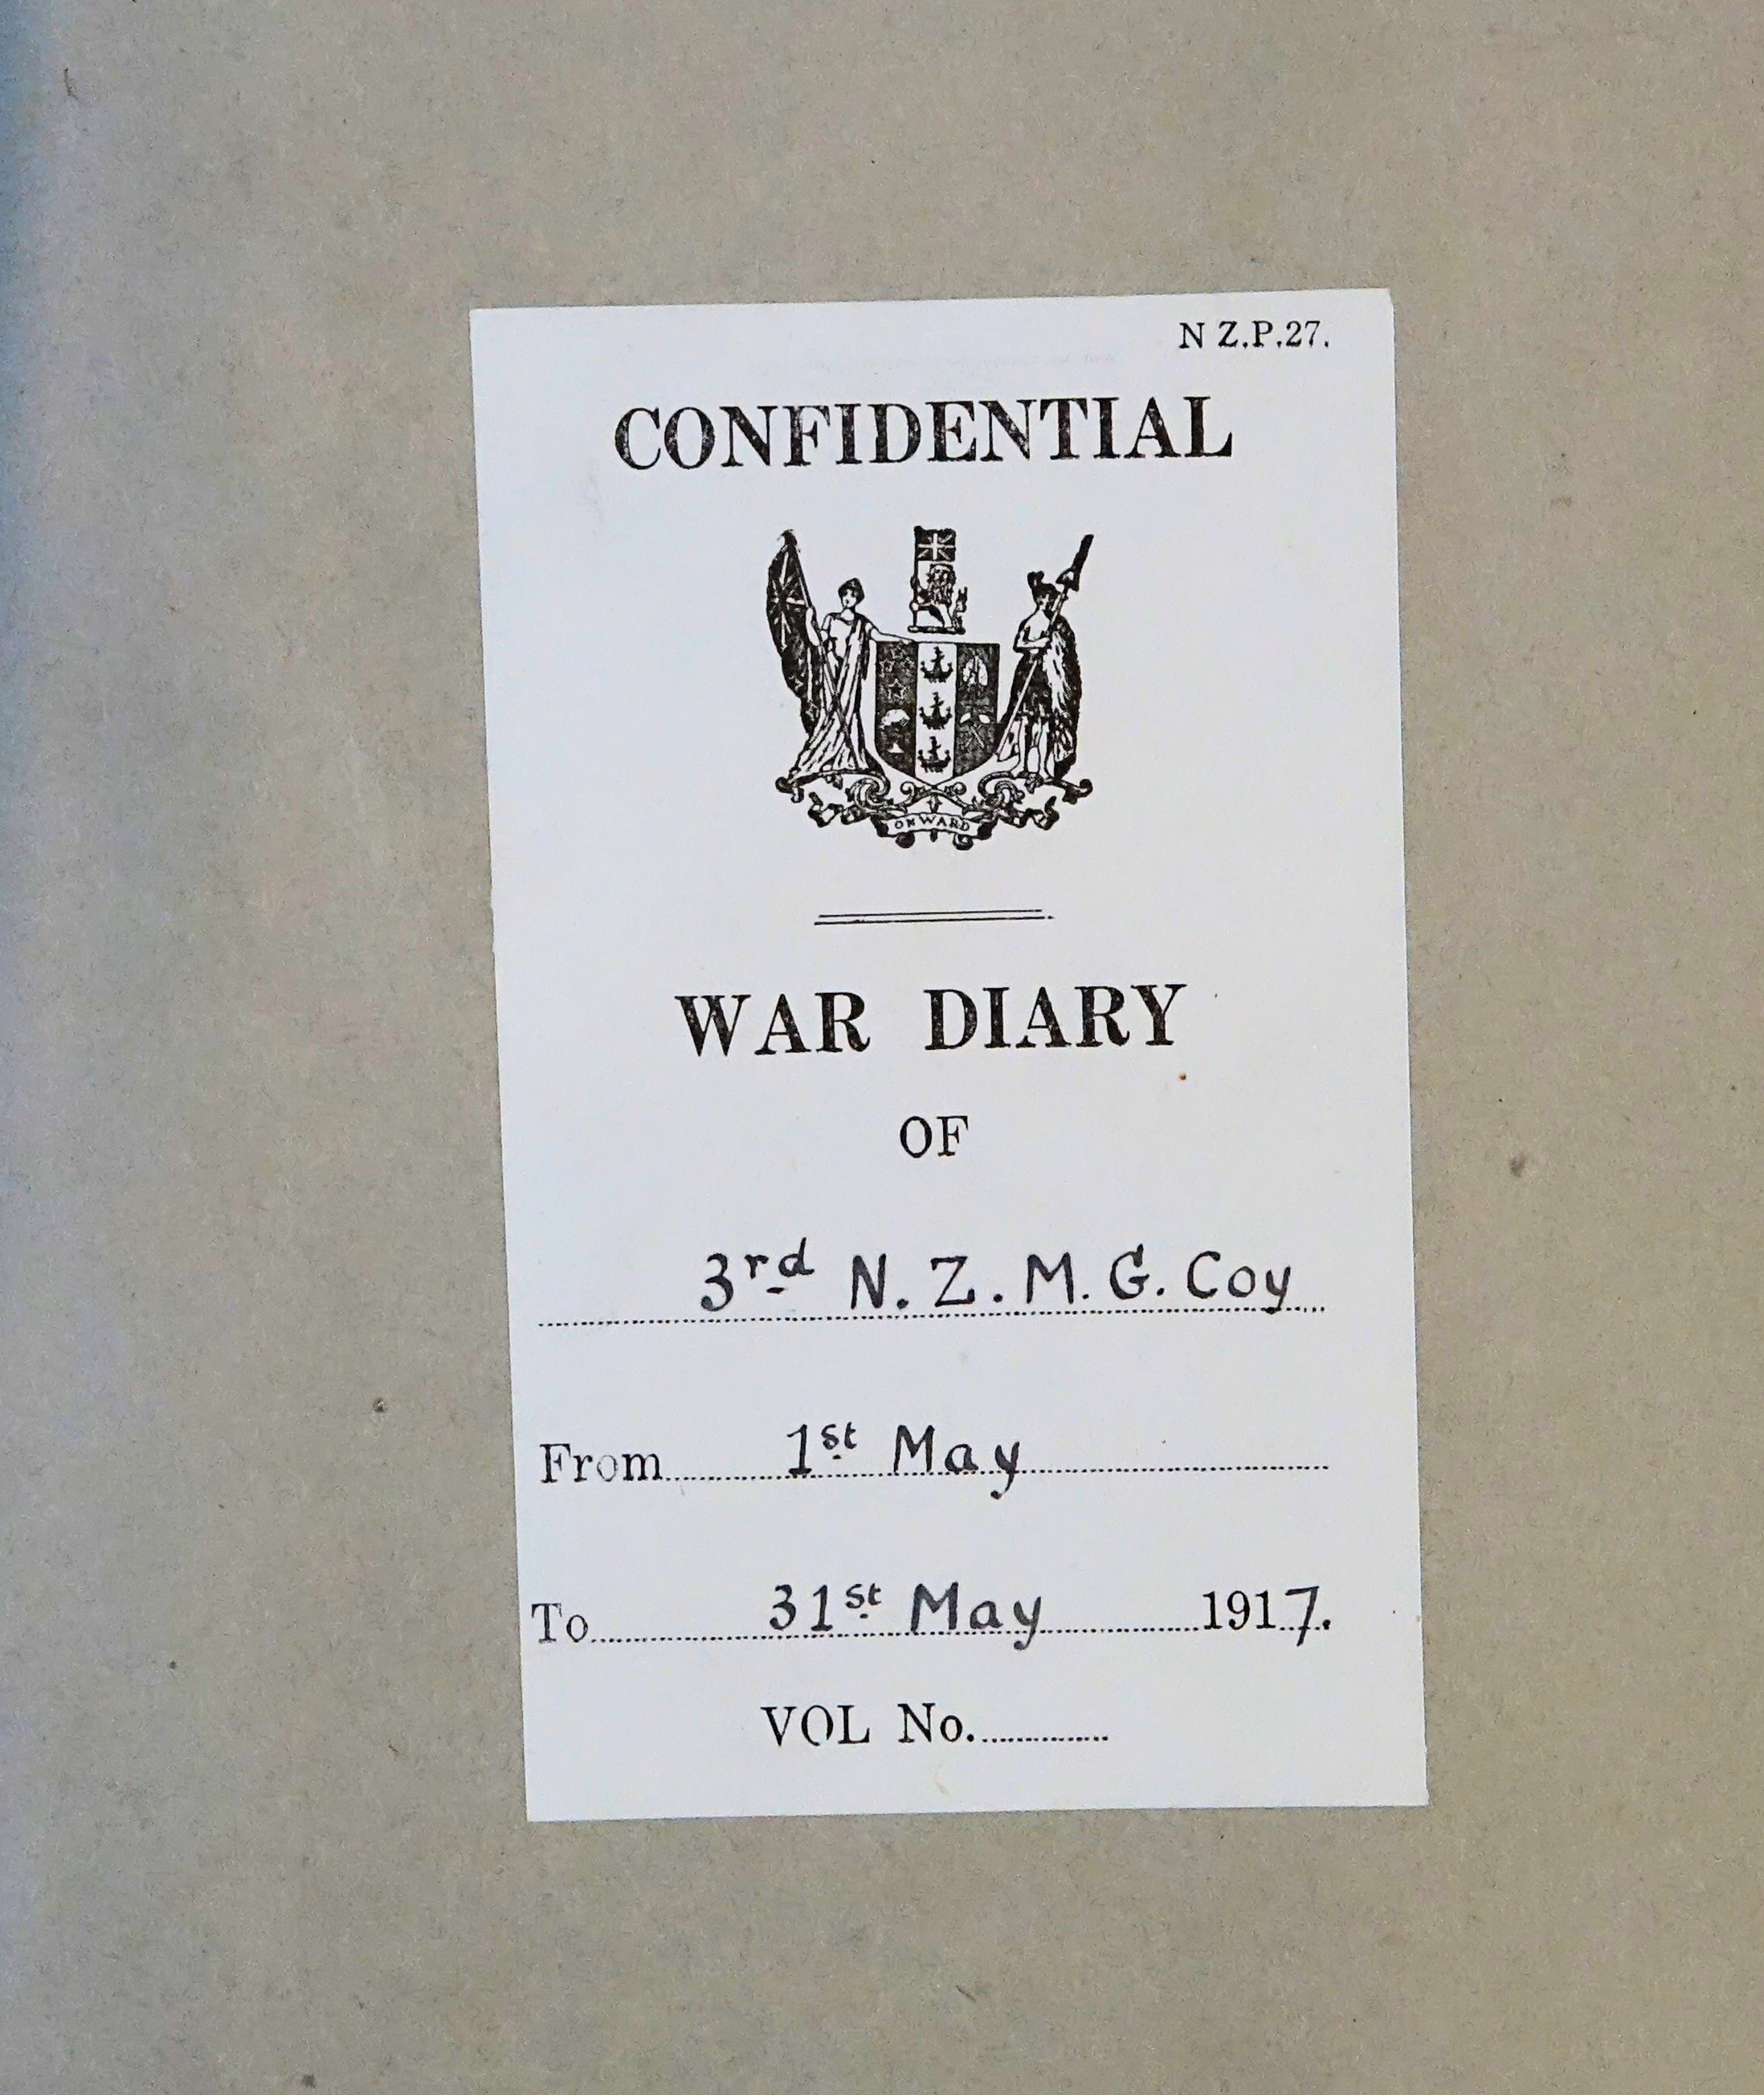 N Z.P.27.
CONFIDENTIAL
ONWARD
WAR DIARY
OF
3rd N.Z.M.G. Coy
From 1st May
To 31st May 1917.
VOL No.